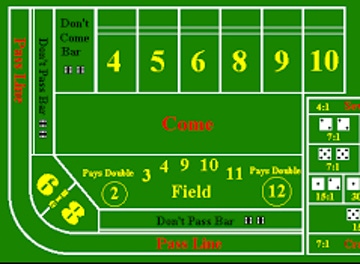 Pass Line
Don't Pass Bar
Don't
Come
Bar
4 5 6 8 9 10
Come
4:1
7:1
7:1
15:1
7:1
6
8
Pays Double
2
3 4 9 10 11
Field
Pays Double
12
Don't Pass Bar
Pass Line